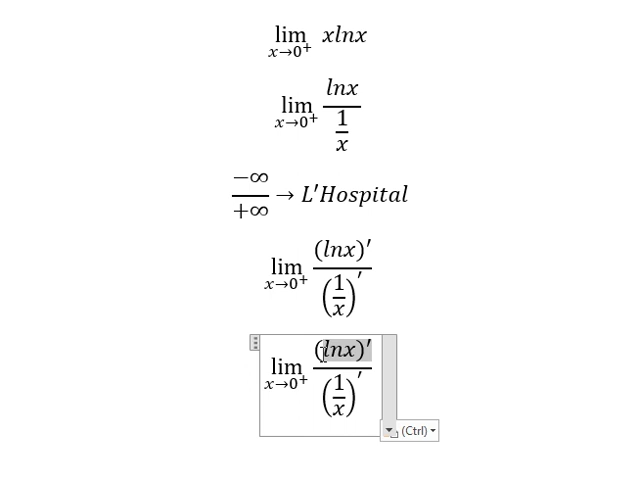 lim x→0⁺ xlnx
lim x→0⁺ lnx / (1/x)
−∞ / +∞ → L′Hospital
lim x→0⁺ (lnx)′ / (1/x)′
lim x→0⁺ (lnx)′ / (1/x)′
(Ctrl)